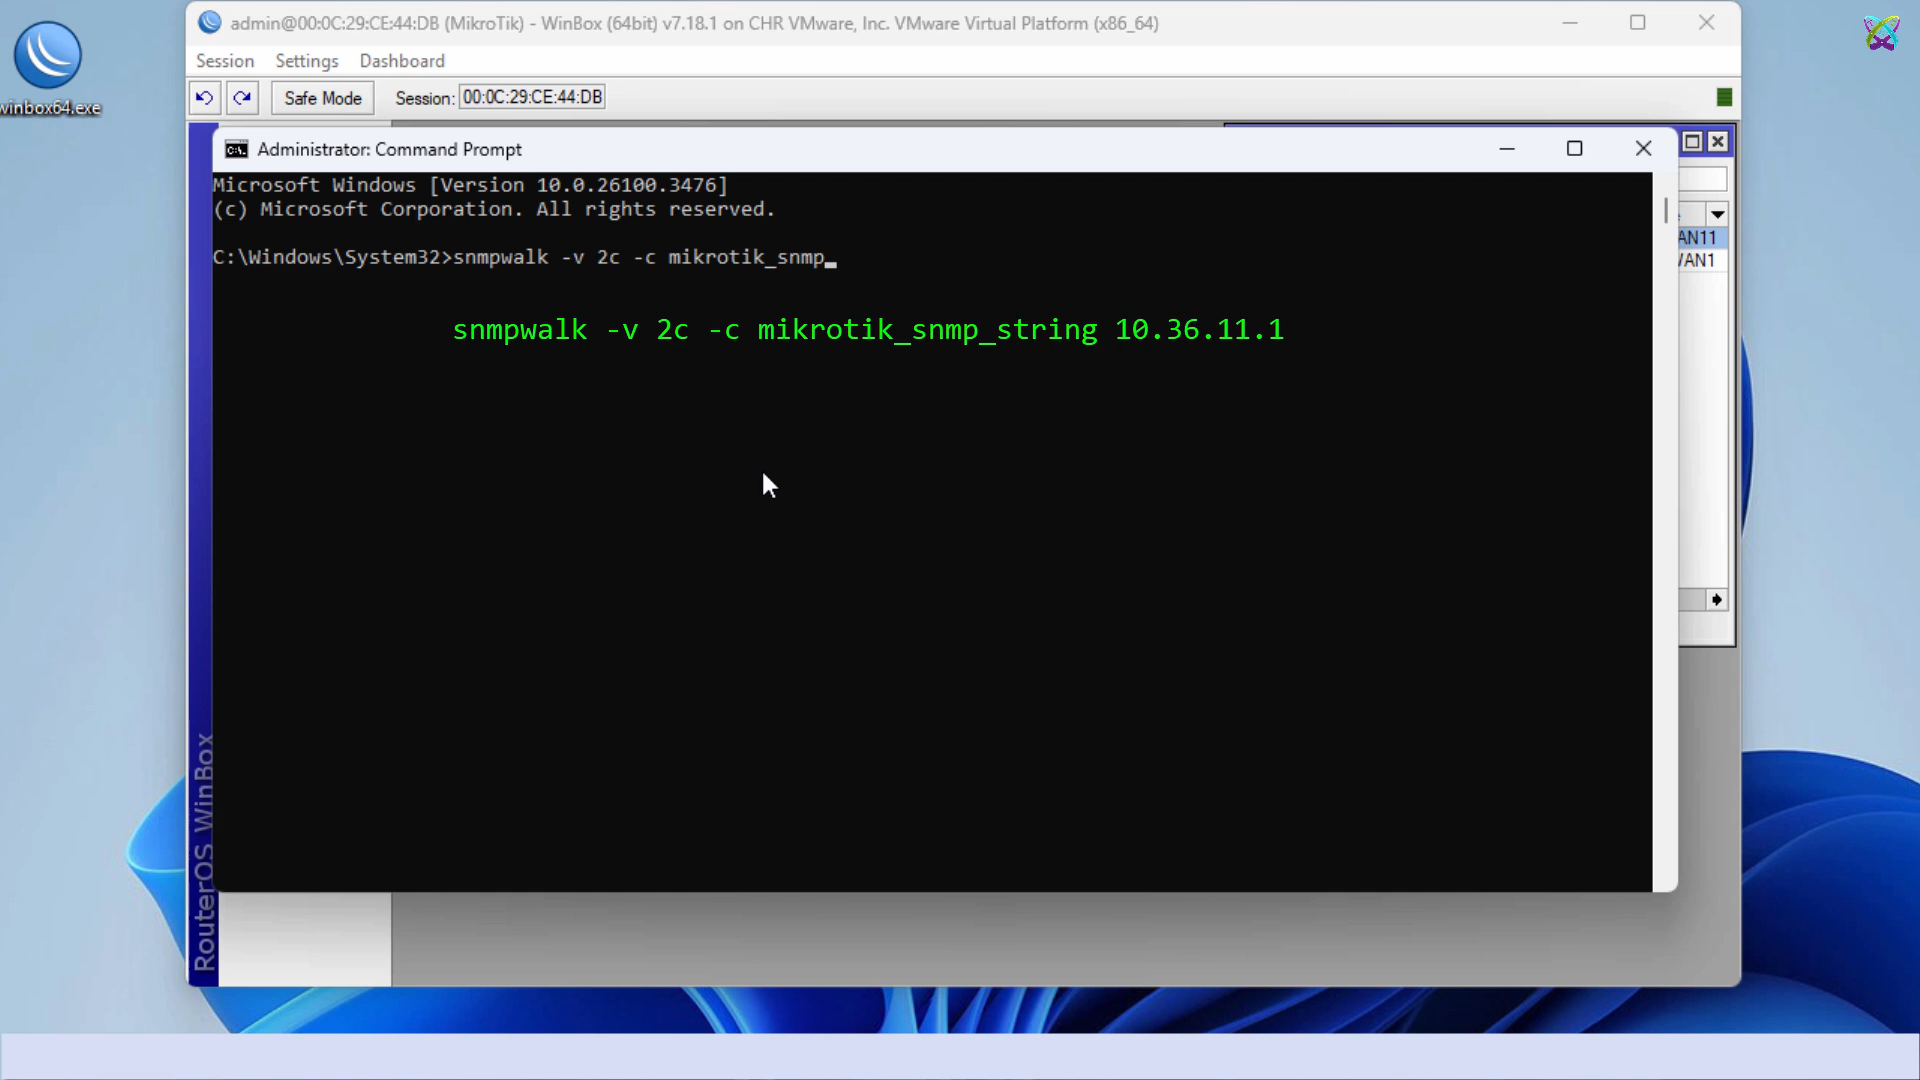 admin@00:0C:29:CE:44:DB (MikroTik) - WinBox (64bit) v7.18.1 on CHR VMware, Inc. VMware Virtual Platform (x86_64)
Session Settings Dashboard
Safe Mode Session: 00:0C:29:CE:44:DB
winbox64.exe
Administrator: Command Prompt
Microsoft Windows [Version 10.0.26100.3476]
(c) Microsoft Corporation. All rights reserved.
C:\Windows\System32>snmpwalk -v 2c -c mikrotik_snmp_
snmpwalk -v 2c -c mikrotik_snmp_string 10.36.11.1
RouterOS WinBox